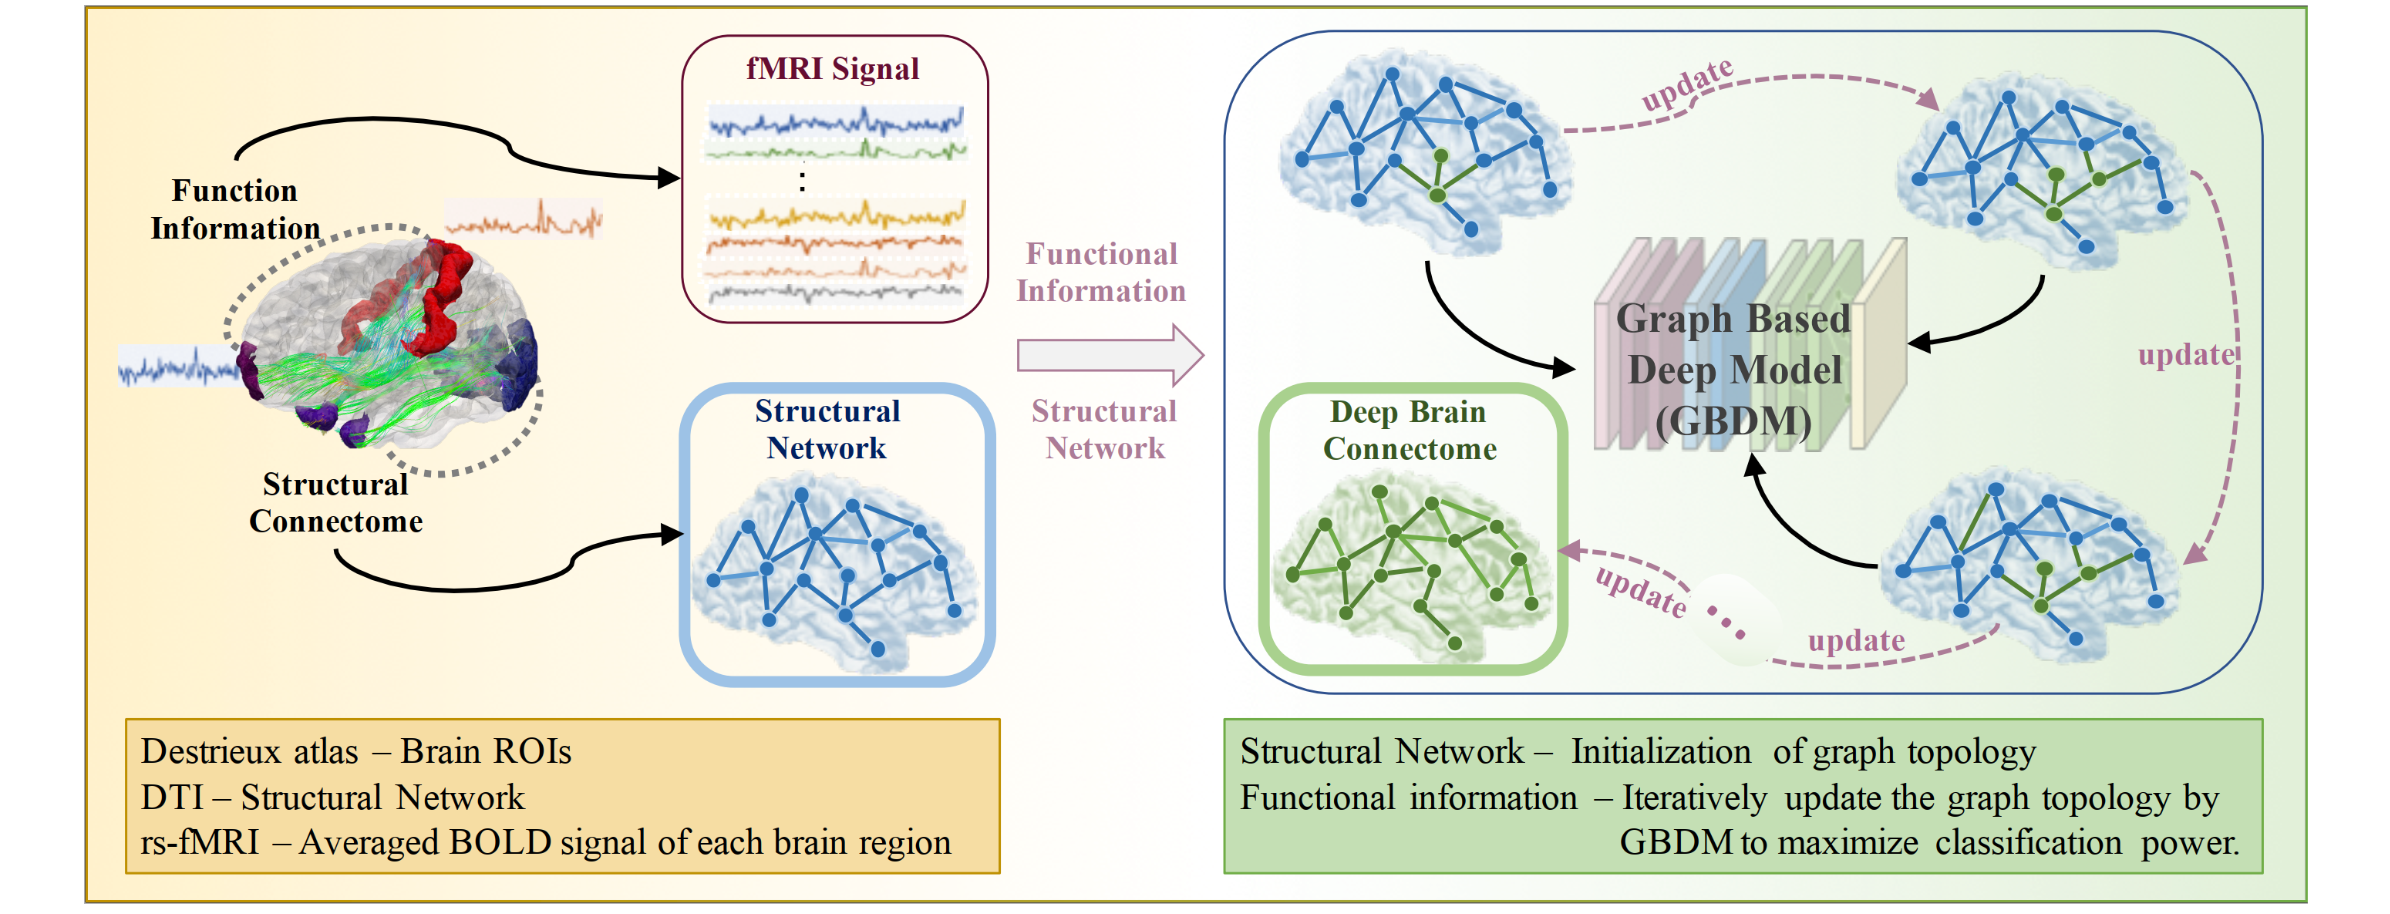 Function
Information
fMRI Signal
Structural
Connectome
Structural
Network
Functional
Information
Structural
Network
update
update
Graph Based
Deep Model
(GBDM)
Deep Brain
Connectome
update
update
Destrieux atlas – Brain ROIs
DTI – Structural Network
rs-fMRI – Averaged BOLD signal of each brain region
Structural Network – Initialization of graph topology
Functional information – Iteratively update the graph topology by
GBDM to maximize classification power.